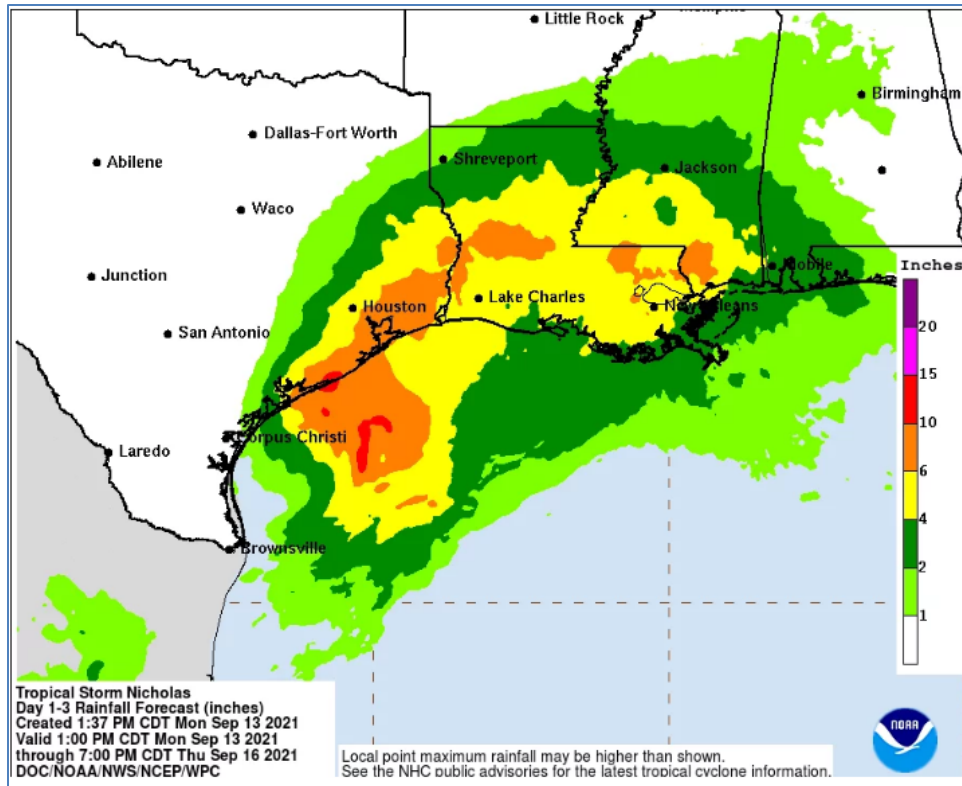 Little Rock
Birmingham
Dallas-Fort Worth
Abilene
Shreveport
Jackson
Waco
Junction
Mobile
Inches
Houston
Lake Charles
New Orleans
San Antonio
20
15
10
6
4
2
1
Corpus Christi
Laredo
Brownsville
Tropical Storm Nicholas
Day 1-3 Rainfall Forecast (inches)
Created 1:37 PM CDT Mon Sep 13 2021
Valid 1:00 PM CDT Mon Sep 13 2021
through 7:00 PM CDT Thu Sep 16 2021
DOC/NOAA/NWS/NCEP/WPC
Local point maximum rainfall may be higher than shown.
See the NHC public advisories for the latest tropical cyclone information.
NOAA